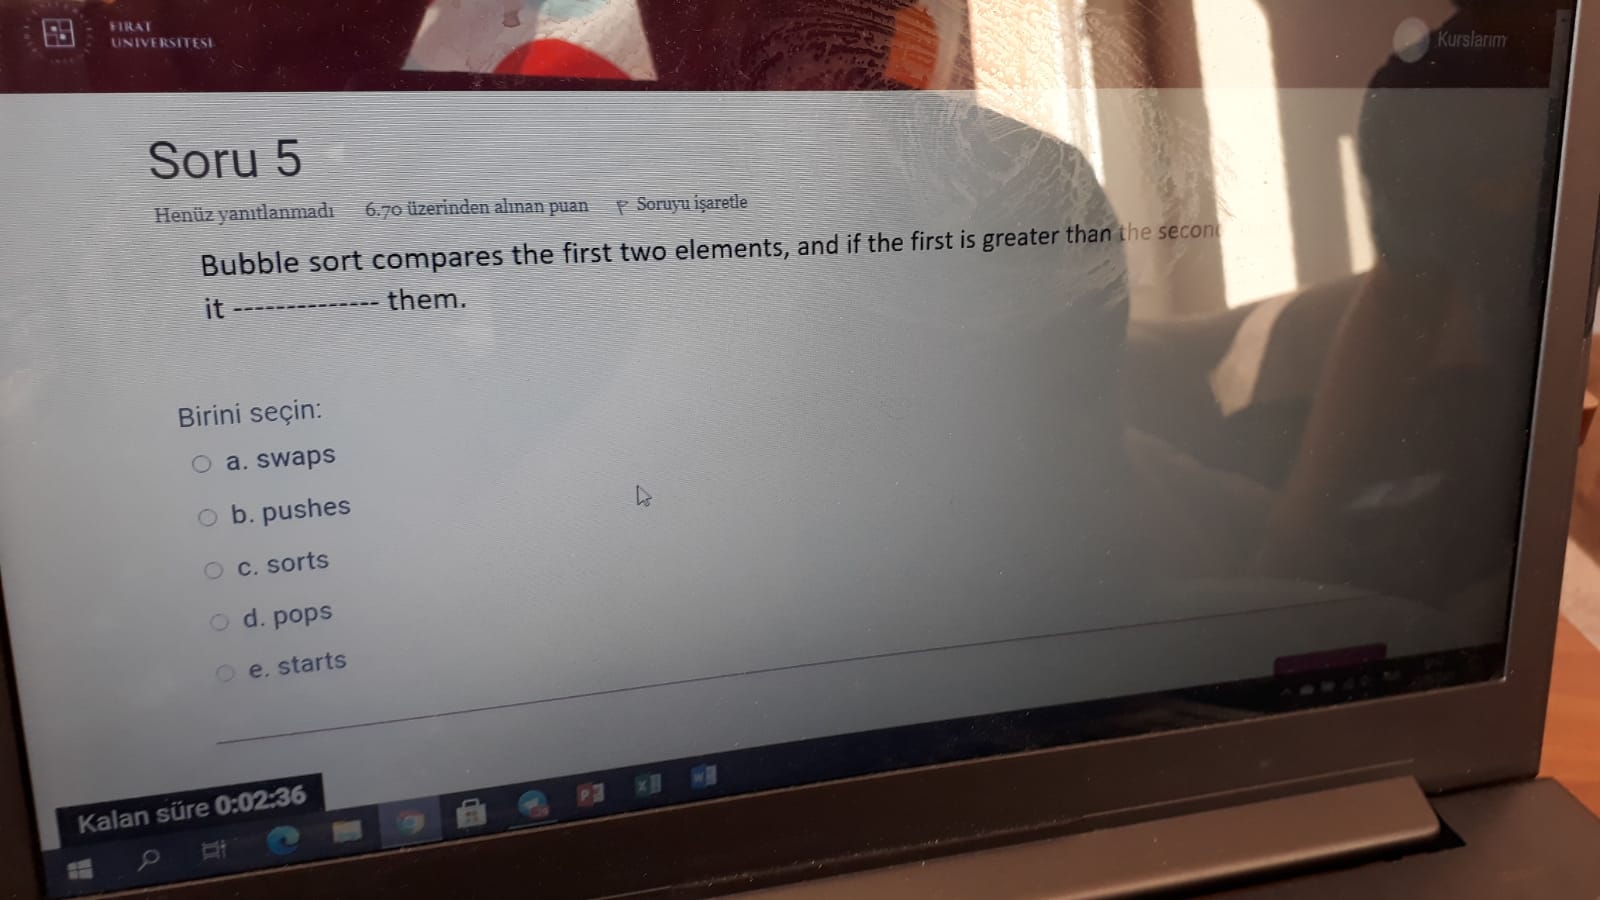 FIRAT
ÜNİVERSİTESİ
Kurslarım
Soru 5
Henüz yanıtlanmadı 6.70 üzerinden alınan puan Soruyu işaretle
Bubble sort compares the first two elements, and if the first is greater than the second
it -------------- them.
Birini seçin:
a. swaps
b. pushes
c. sorts
d. pops
e. starts
Kalan süre 0:02:36